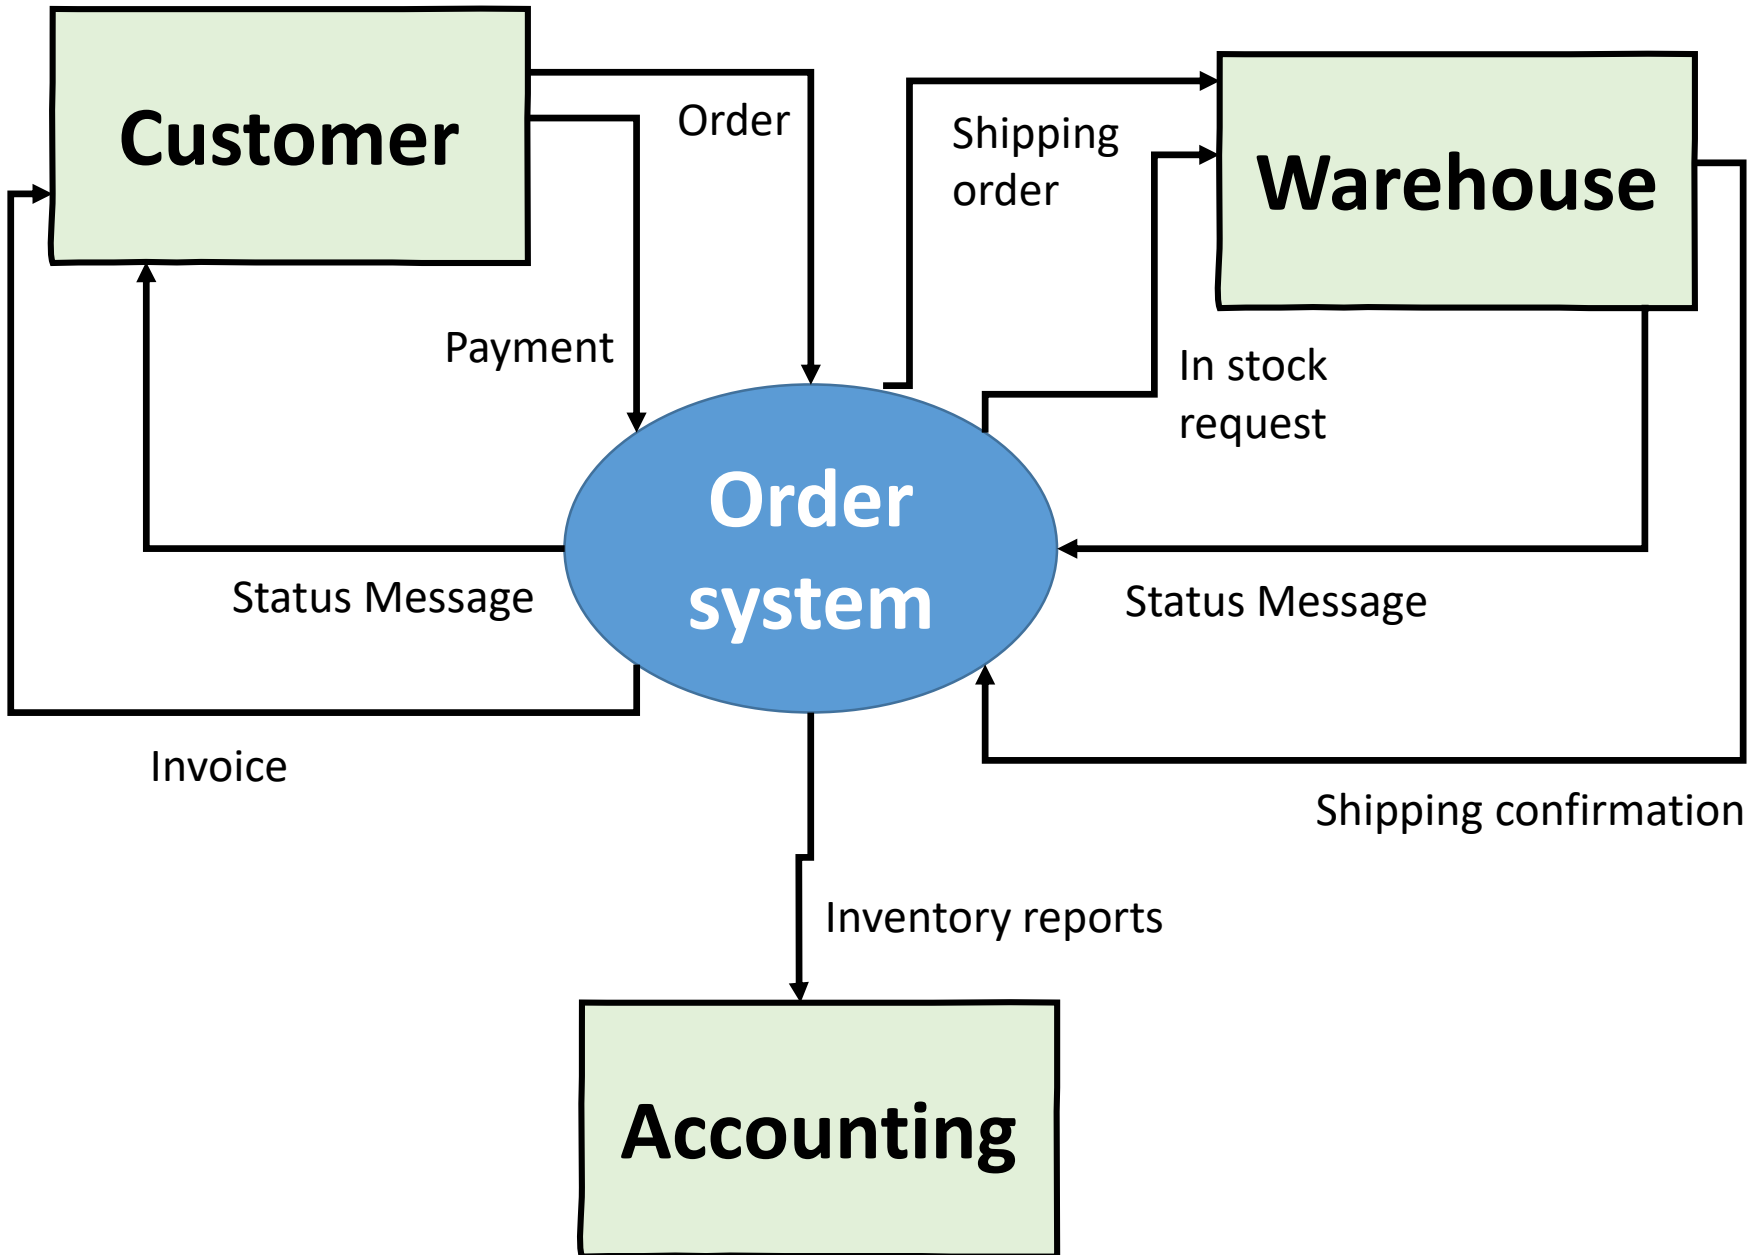 Customer
Order
Shipping
order
Warehouse
Payment
In stock
request
Order
system
Status Message
Status Message
Invoice
Shipping confirmation
Inventory reports
Accounting